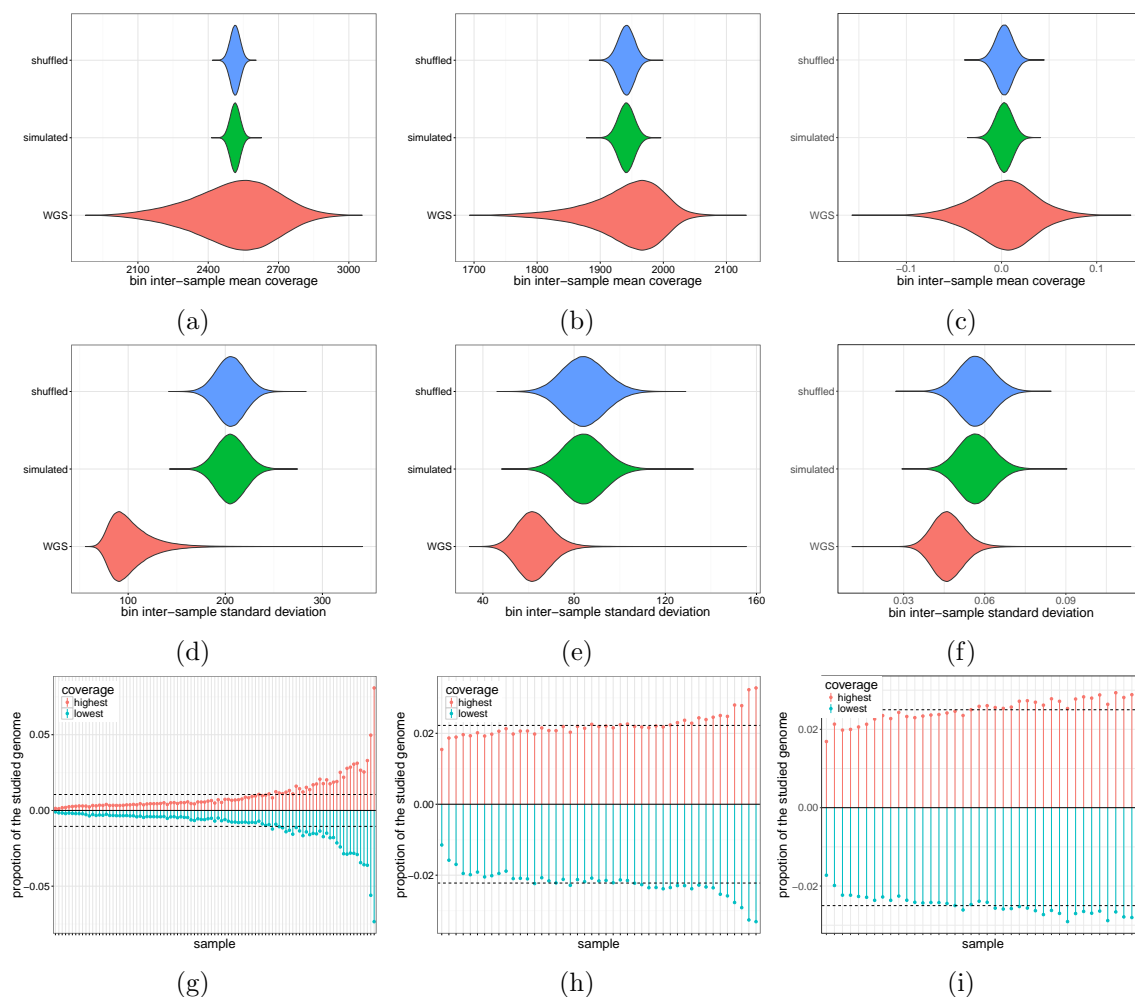 shuffled
simulated
WGS
2100 2400 2700 3000
bin inter−sample mean coverage
(a)
shuffled
simulated
WGS
1700 1800 1900 2000 2100
bin inter−sample mean coverage
(b)
shuffled
simulated
WGS
−0.1 0.0 0.1
bin inter−sample mean coverage
(c)
shuffled
simulated
WGS
100 200 300
bin inter−sample standard deviation
(d)
shuffled
simulated
WGS
40 80 120 160
bin inter−sample standard deviation
(e)
shuffled
simulated
WGS
0.03 0.06 0.09
bin inter−sample standard deviation
(f)
coverage
highest
lowest
0.05
0.00
−0.05
propotion of the studied genome
sample
(g)
coverage
highest
lowest
0.02
0.00
−0.02
propotion of the studied genome
sample
(h)
coverage
highest
lowest
0.02
0.00
−0.02
propotion of the studied genome
sample
(i)